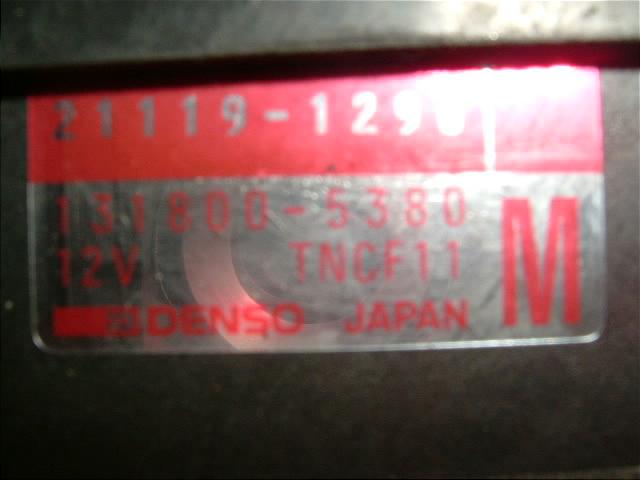 21119-1290
131800-5380
12V TNCF11 M
DENSO JAPAN